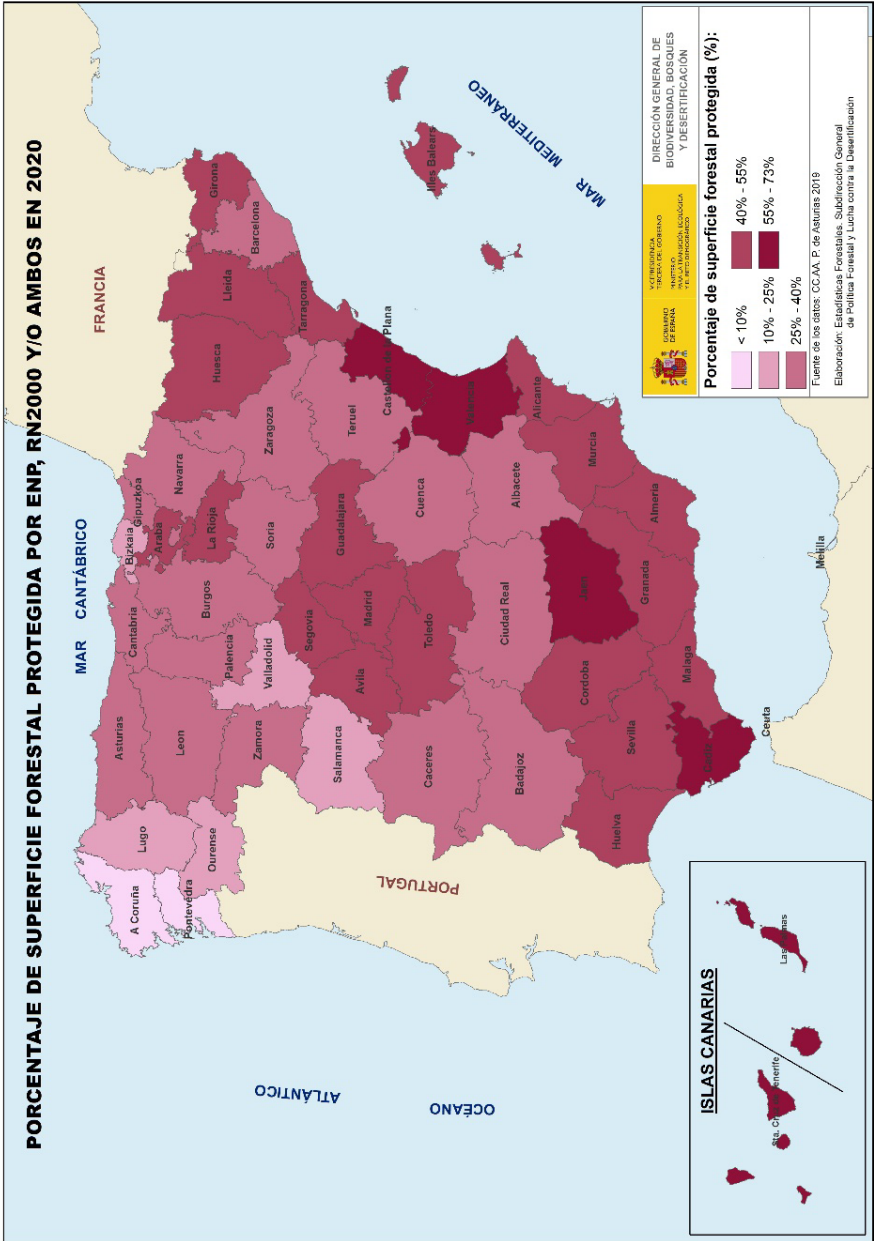 PORCENTAJE DE SUPERFICIE FORESTAL PROTEGIDA POR ENP, RN2000 Y/O AMBOS EN 2020
MAR CANTÁBRICO
FRANCIA
A Coruña
Lugo
Pontevedra
Ourense
Asturias
Cantabria
Bizkaia
Gipuzkoa
Araba
Navarra
Leon
Palencia
Burgos
La Rioja
Huesca
Lleida
Girona
Barcelona
Zamora
Valladolid
Soria
Zaragoza
Tarragona
Salamanca
Avila
Segovia
Guadalajara
Teruel
Madrid
Castellón de la Plana
Caceres
Toledo
Cuenca
Valencia
Illes Balears
Badajoz
Ciudad Real
Albacete
Alicante
Huelva
Sevilla
Cordoba
Jaen
Murcia
Cadiz
Malaga
Granada
Almeria
Ceuta
Melilla
PORTUGAL
OCÉANO
ATLÁNTICO
MAR
MEDITERRÁNEO
ISLAS CANARIAS
Sta. Cruz de Tenerife
Las Palmas
GOBIERNO
DE ESPAÑA
VICEPRESIDENCIA
TERCERA DEL GOBIERNO
MINISTERIO
PARA LA TRANSICIÓN ECOLÓGICA
Y EL RETO DEMOGRÁFICO
DIRECCIÓN GENERAL DE
BIODIVERSIDAD, BOSQUES
Y DESERTIFICACIÓN
Porcentaje de superficie forestal protegida (%):
< 10%
10% - 25%
25% - 40%
40% - 55%
55% - 73%
Fuente de los datos: CC.AA. P. de Asturias 2019
Elaboración: Estadísticas Forestales. Subdirección General
de Política Forestal y Lucha contra la Desertificación